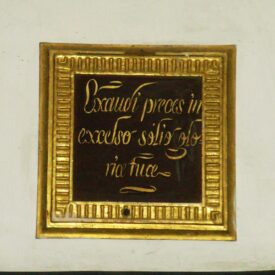 Exaudi preces in
excelso solio glo
riæ tuæ